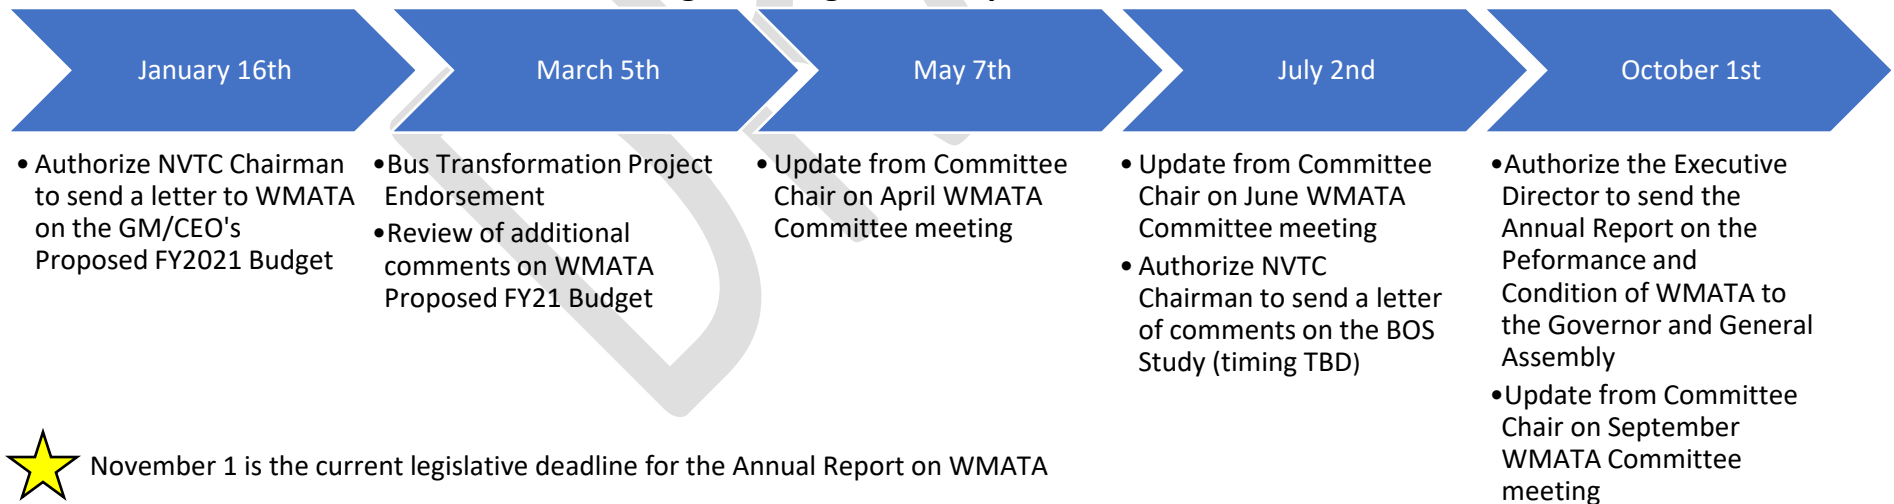 January 16th
March 5th
May 7th
July 2nd
October 1st
• Authorize NVTC Chairman
to send a letter to WMATA
on the GM/CEO's
Proposed FY2021 Budget
•Bus Transformation Project
Endorsement
•Review of additional
comments on WMATA
Proposed FY21 Budget
• Update from Committee
Chair on April WMATA
Committee meeting
• Update from Committee
Chair on June WMATA
Committee meeting
• Authorize NVTC
Chairman to send a letter
of comments on the BOS
Study (timing TBD)
•Authorize the Executive
Director to send the
Annual Report on the
Peformance and
Condition of WMATA to
the Governor and General
Assembly
•Update from Committee
Chair on September
WMATA Committee
meeting
November 1 is the current legislative deadline for the Annual Report on WMATA